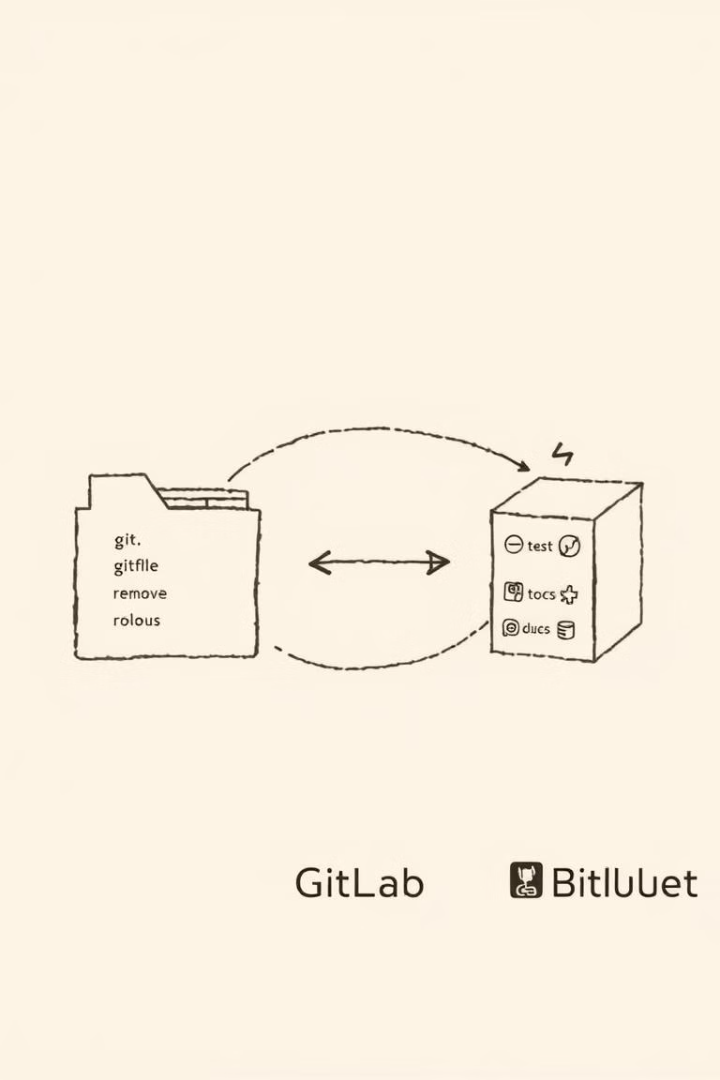 git.
gitflle
remove
rolous
test
tocs
ducs
GitLab
BitlUUet